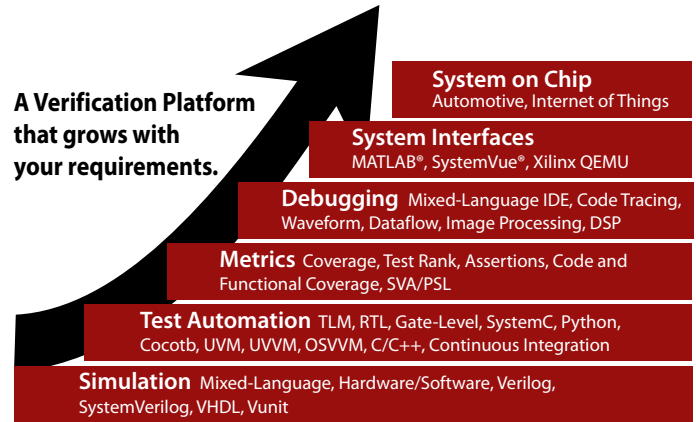 A Verification Platform
that grows with
your requirements.
System on Chip
Automotive, Internet of Things
System Interfaces
MATLAB®, SystemVue®, Xilinx QEMU
Debugging Mixed-Language IDE, Code Tracing,
Waveform, Dataflow, Image Processing, DSP
Metrics Coverage, Test Rank, Assertions, Code and
Functional Coverage, SVA/PSL
Test Automation TLM, RTL, Gate-Level, SystemC, Python,
Cocotb, UVM, UVVM, OSVVM, C/C++, Continuous Integration
Simulation Mixed-Language, Hardware/Software, Verilog,
SystemVerilog, VHDL, Vunit